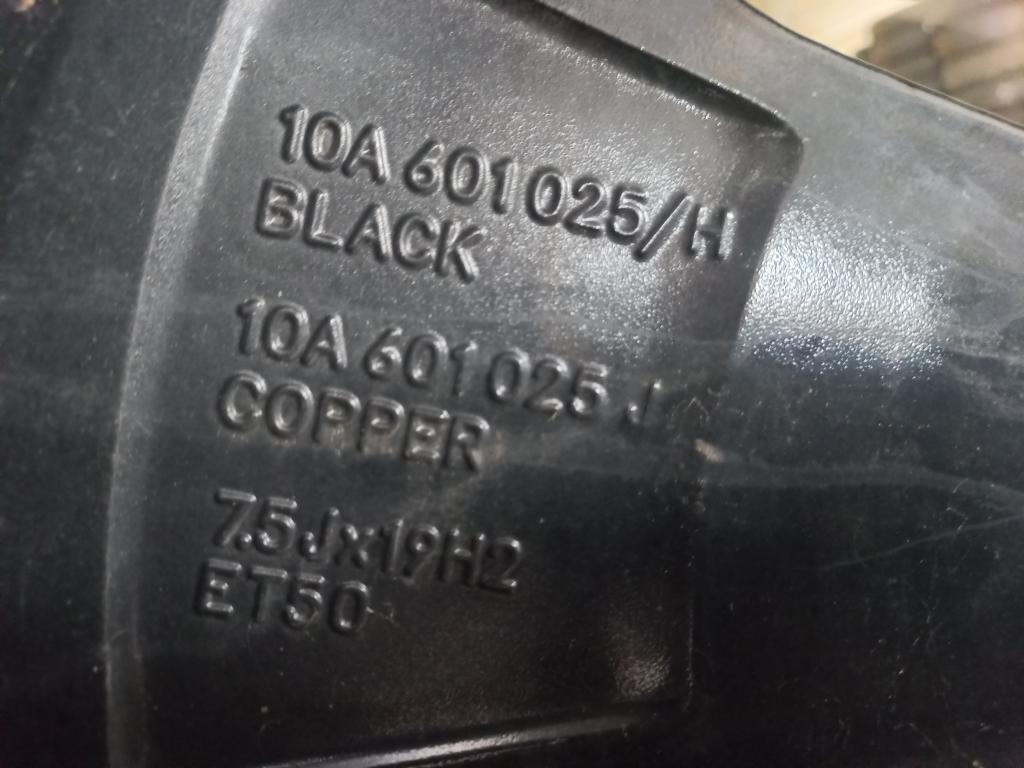 10A 601 025/H
BLACK
10A 601 025 J
COPPER
7.5Jx19H2
ET50